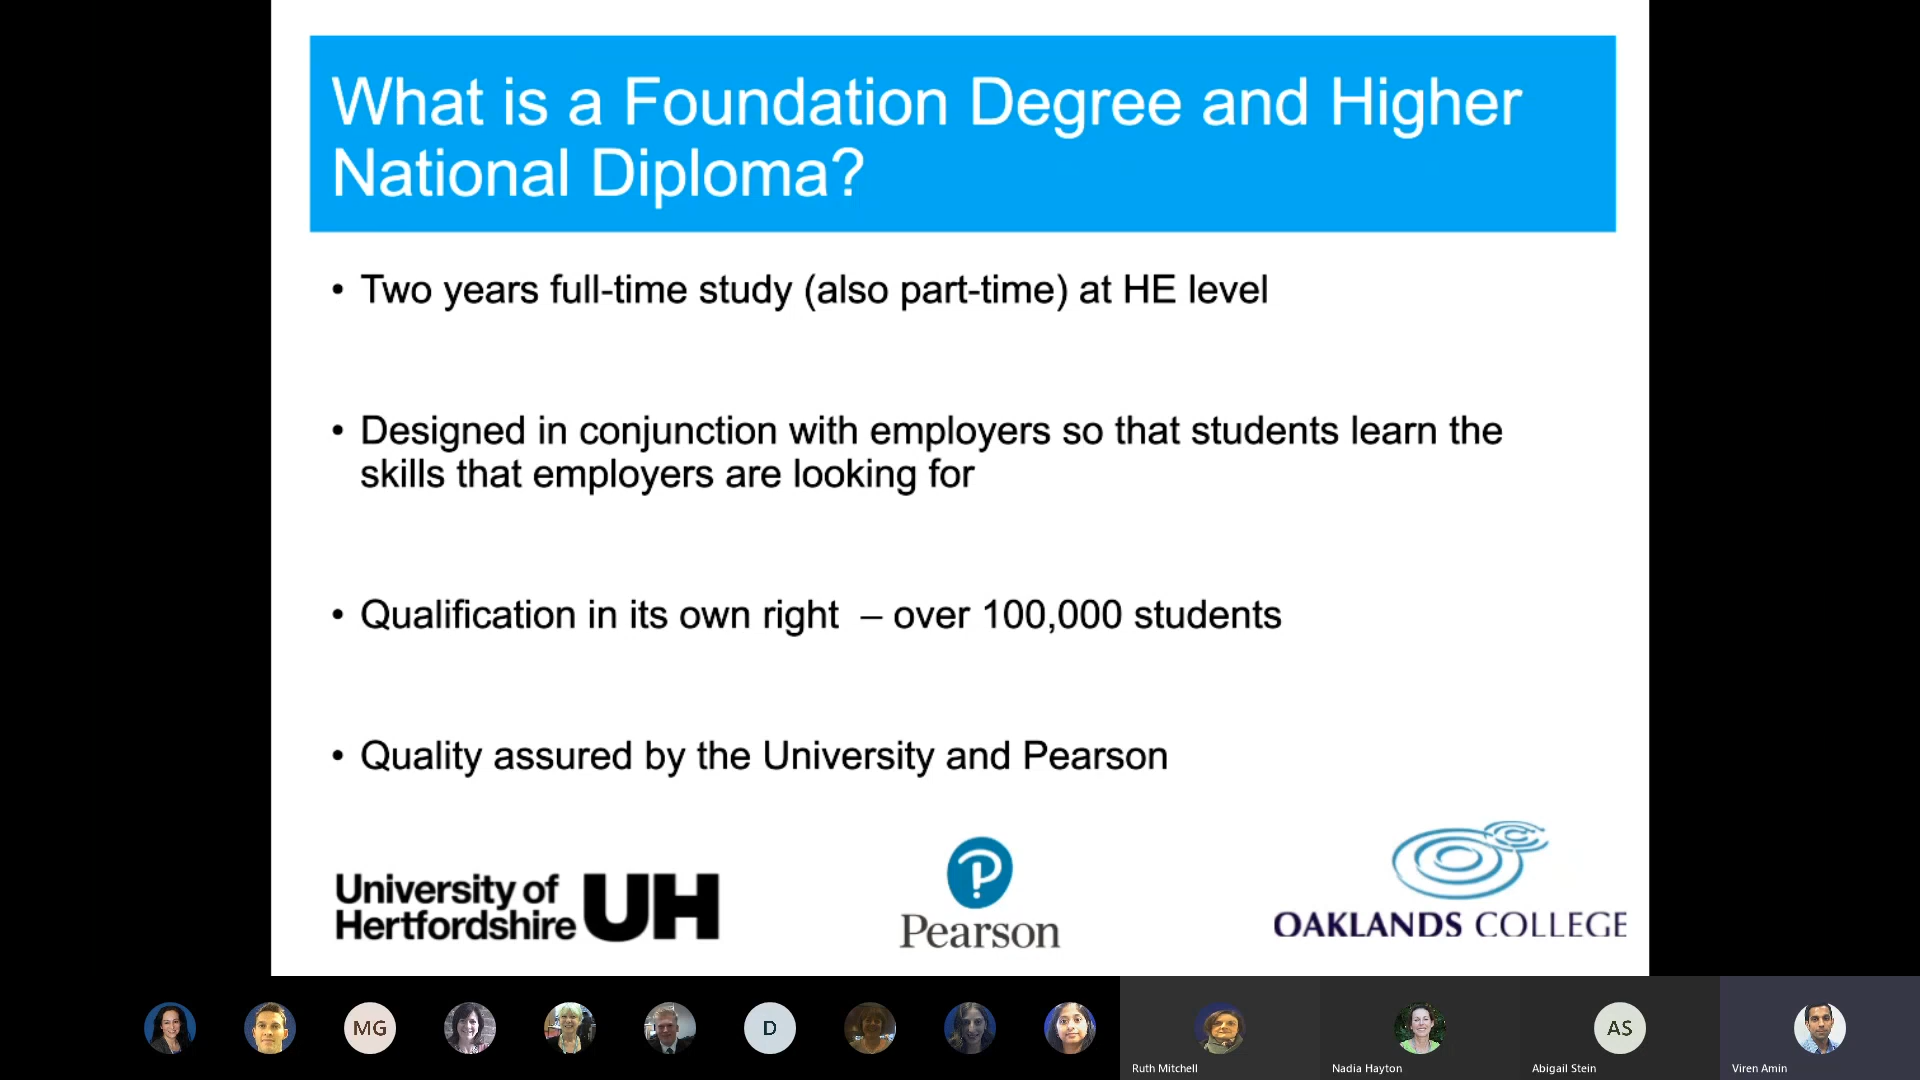 What is a Foundation Degree and Higher
National Diploma?
• Two years full-time study (also part-time) at HE level
• Designed in conjunction with employers so that students learn the
skills that employers are looking for
• Qualification in its own right – over 100,000 students
• Quality assured by the University and Pearson
University of
Hertfordshire UH
P
Pearson
OAKLANDS COLLEGE
MG
D
AS
Ruth Mitchell
Nadia Hayton
Abigail Stein
Viren Amin